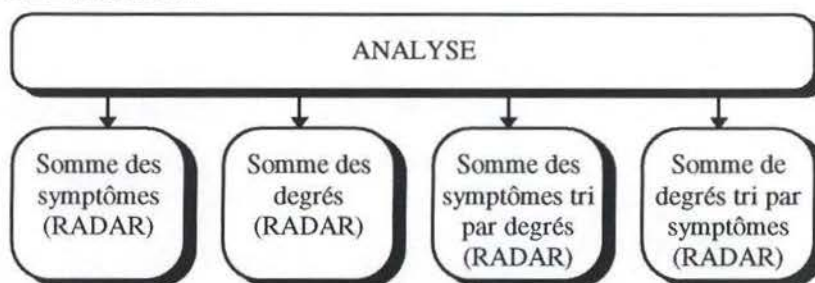 ANALYSE
Somme des
symptômes
(RADAR)
Somme des
degrés
(RADAR)
Somme des
symptômes tri
par degrés
(RADAR)
Somme de
degrés tri par
symptômes
(RADAR)